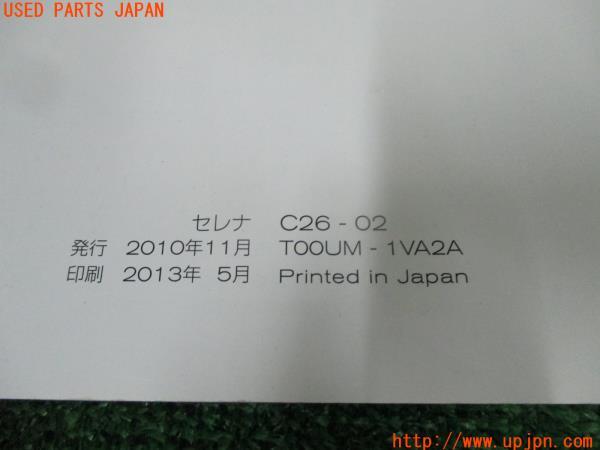 USED PARTS JAPAN
セレナ C26 - 02
発行 2010年11月 T00UM - 1VA2A
印刷 2013年 5月 Printed in Japan
http://www.upjpn.com/